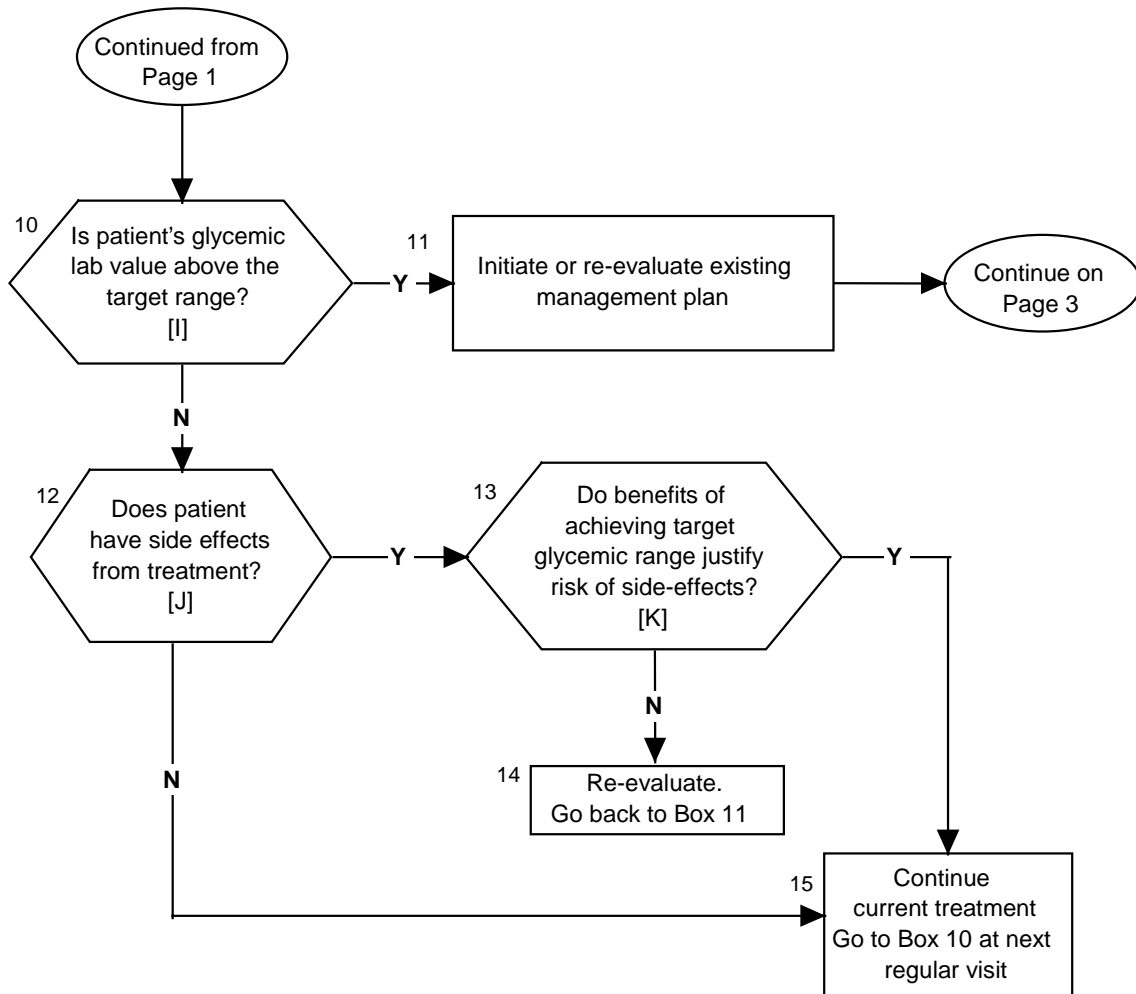 Continued from
Page 1
10
Is patient's glycemic
lab value above the
target range?
[I]
Y
11
Initiate or re-evaluate existing
management plan
Continue on
Page 3
N
12
Does patient
have side effects
from treatment?
[J]
Y
13
Do benefits of
achieving target
glycemic range justify
risk of side-effects?
[K]
Y
N
14
Re-evaluate.
Go back to Box 11
N
15
Continue
current treatment
Go to Box 10 at next
regular visit